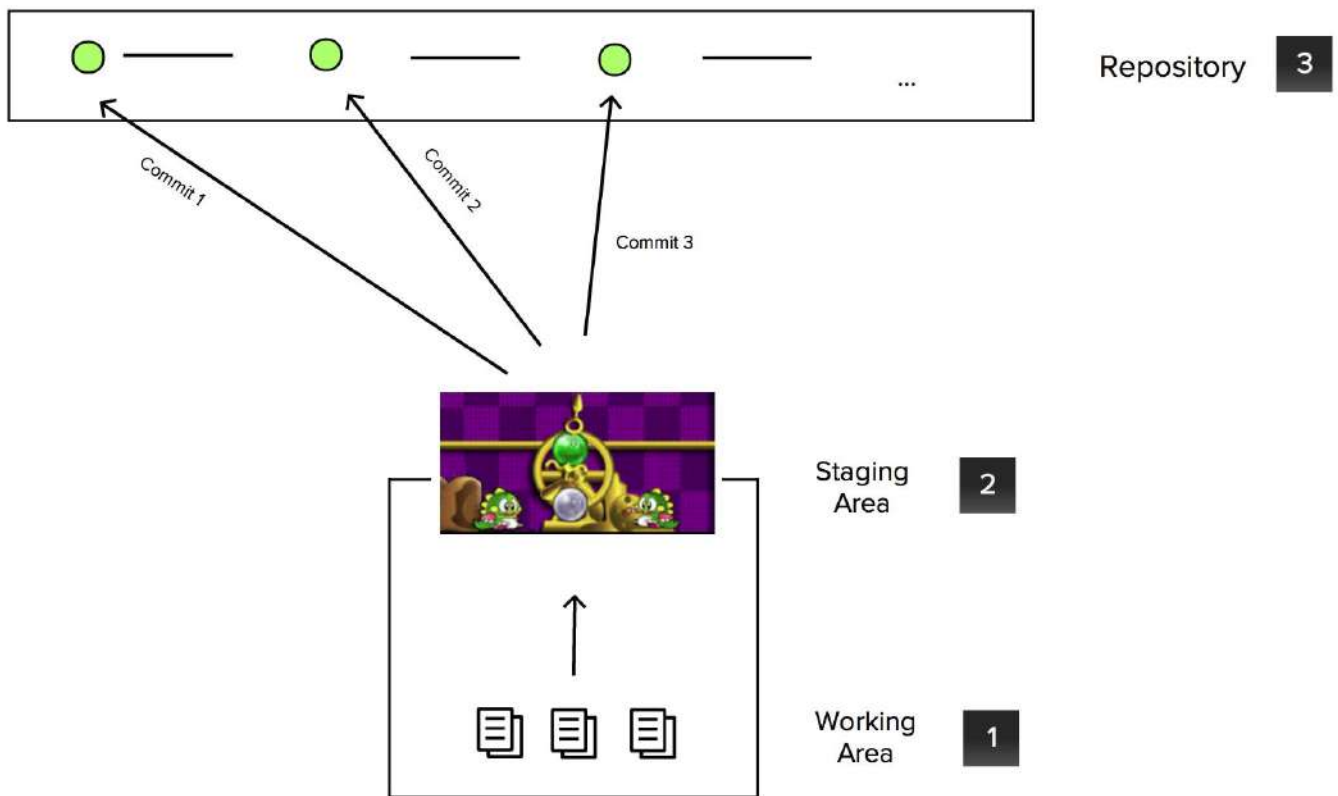 Repository 3
...
Commit 1
Commit 2
Commit 3
Staging
Area
2
Working
Area
1